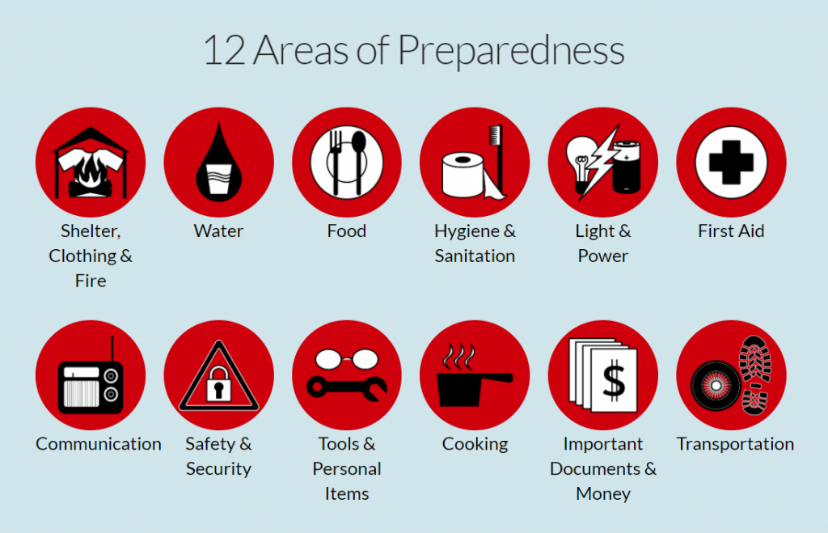 12 Areas of Preparedness
Shelter,
Clothing &
Fire
Water
Food
Hygiene &
Sanitation
Light &
Power
First Aid
Communication
Safety &
Security
Tools &
Personal
Items
Cooking
$
Important
Documents &
Money
Transportation